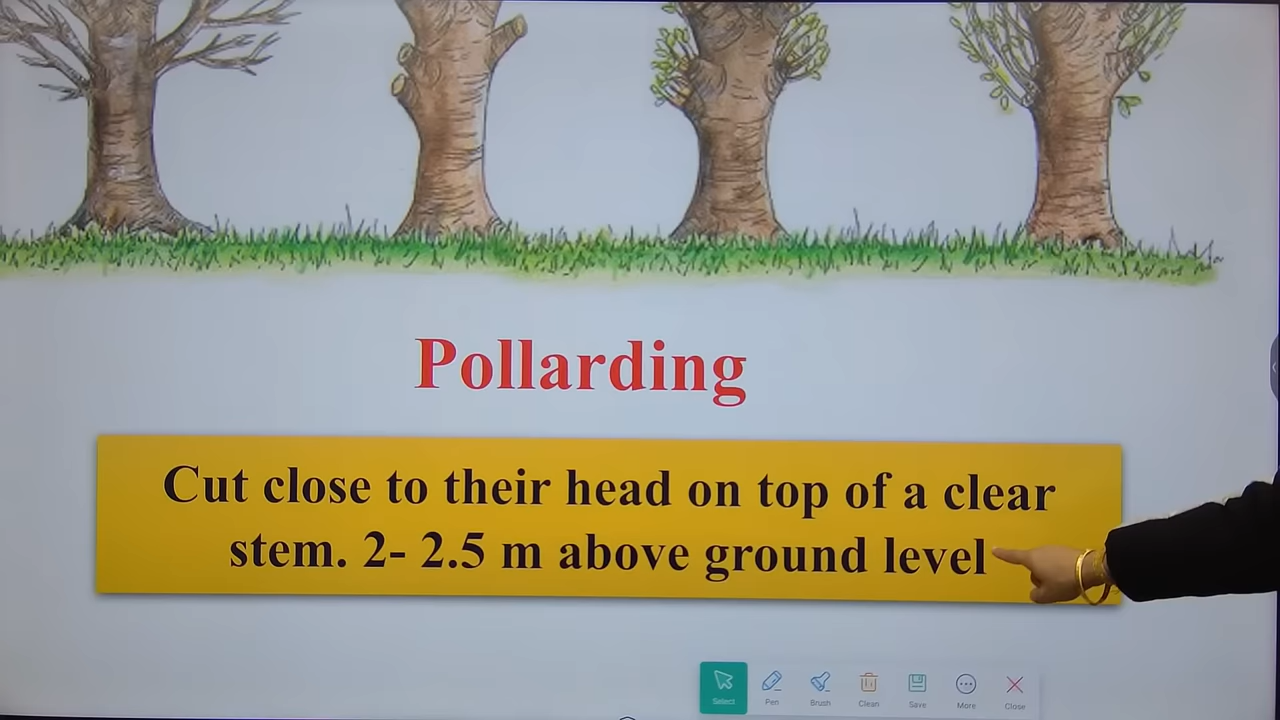 Pollarding
Cut close to their head on top of a clear
stem. 2- 2.5 m above ground level
Select
Pen
Brush
Clean
Save
More
Close